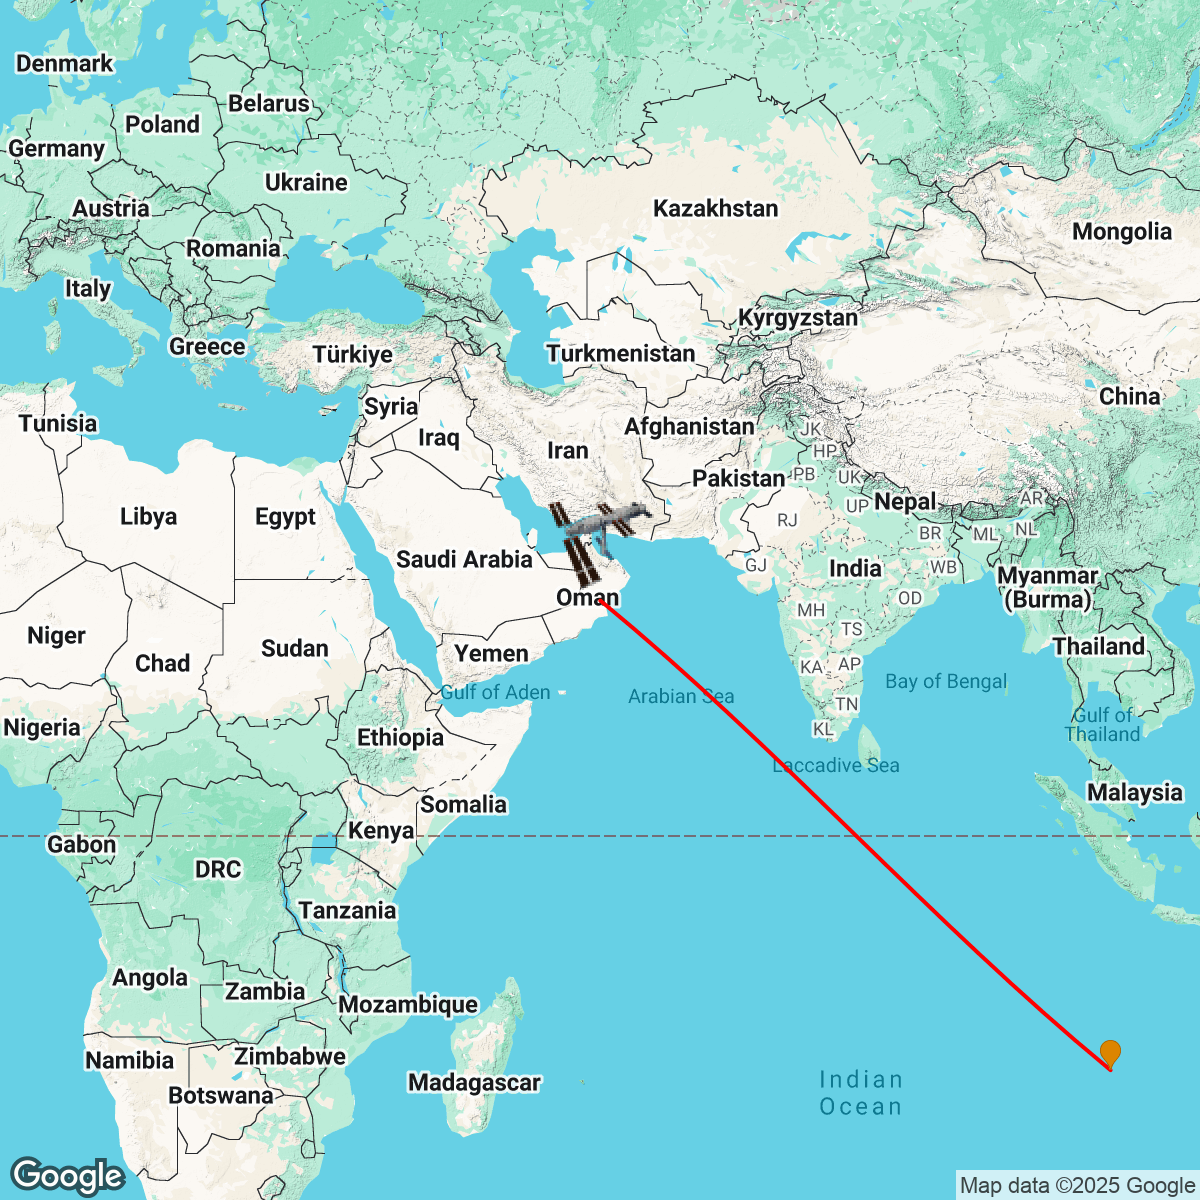 Denmark
Belarus
Poland
Germany
Ukraine
Austria
Kazakhstan
Romania
Mongolia
Italy
Kyrgyzstan
Greece
Türkiye
Turkmenistan
China
Syria
Tunisia
Afghanistan
JK
Iraq
Iran
HP
Pakistan
PB
UK
Nepal
AR
UP
Libya
Egypt
RJ
BR
ML
NL
Saudi Arabia
GJ
India
WB
Myanmar
(Burma)
Oman
OD
MH
Niger
TS
Sudan
Thailand
Chad
Yemen
KA
AP
Bay of Bengal
Gulf of Aden
Arabian Sea
TN
Nigeria
Ethiopia
KL
Gulf of
Thailand
Laccadive Sea
Malaysia
Somalia
Kenya
Gabon
DRC
Tanzania
Angola
Zambia
Mozambique
Namibia
Zimbabwe
Madagascar
Indian
Ocean
Botswana
Google
Map data ©2025 Google